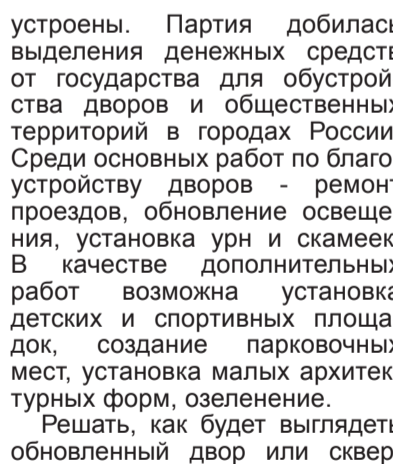 устроены. Партия добилась
выделения денежных средств
от государства для обустрой-
ства дворов и общественных
территорий в городах России.
Среди основных работ по благо-
устройству дворов - ремонт
проездов, обновление освеще-
ния, установка урн и скамеек.
В качестве дополнительных
работ возможна установка
детских и спортивных площа-
док, создание парковочных
мест, установка малых архитек-
турных форм, озеленение.
Решать, как будет выглядеть
обновленный двор или сквер,